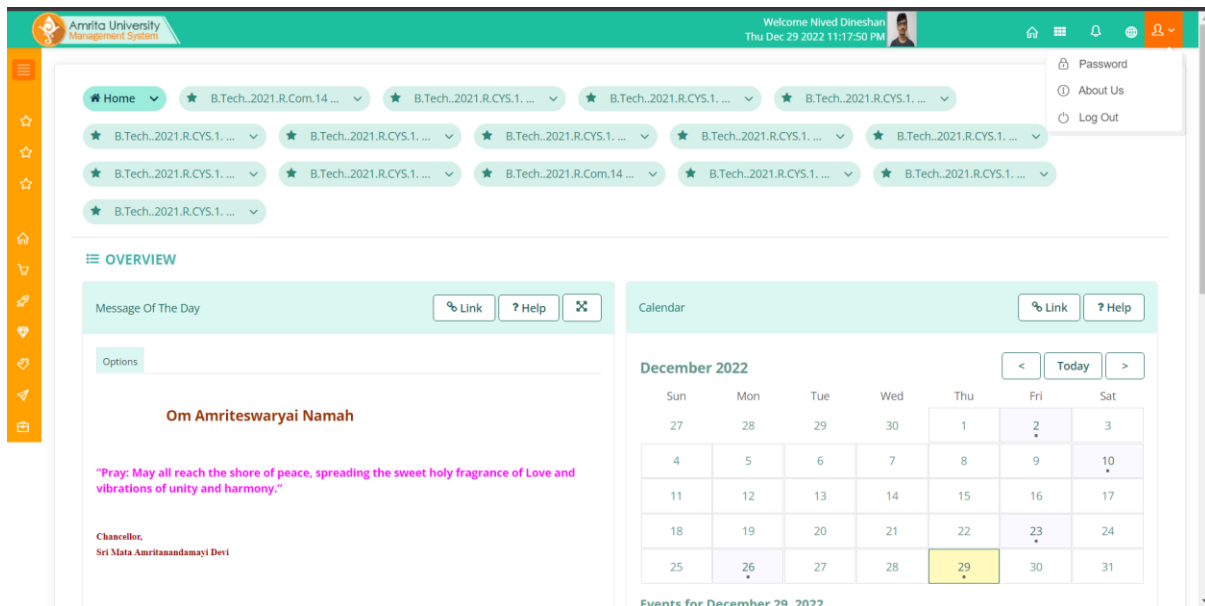 Amrita University
Management System
Welcome Nived Dineshan
Thu Dec 29 2022 11:17:50 PM
Password
About Us
Log Out
Home
B.Tech..2021.R.Com.14 ...
B.Tech..2021.R.CYS.1. ...
B.Tech..2021.R.CYS.1. ...
B.Tech..2021.R.CYS.1. ...
B.Tech..2021.R.CYS.1. ...
B.Tech..2021.R.CYS.1. ...
B.Tech..2021.R.CYS.1. ...
B.Tech..2021.R.CYS.1. ...
B.Tech..2021.R.CYS.1. ...
B.Tech..2021.R.CYS.1. ...
B.Tech..2021.R.CYS.1. ...
B.Tech..2021.R.Com.14 ...
B.Tech..2021.R.CYS.1. ...
B.Tech..2021.R.CYS.1. ...
B.Tech..2021.R.CYS.1. ...
OVERVIEW
Message Of The Day
Link
? Help
Options
Om Amriteswaryai Namah
"Pray: May all reach the shore of peace, spreading the sweet holy fragrance of Love and
vibrations of unity and harmony."
Chancellor,
Sri Mata Amritanandamayi Devi
Calendar
Link
? Help
December 2022
< Today >
Sun Mon Tue Wed Thu Fri Sat
27 28 29 30 1 2 3
4 5 6 7 8 9 10
11 12 13 14 15 16 17
18 19 20 21 22 23 24
25 26 27 28 29 30 31
Events for December 29, 2022